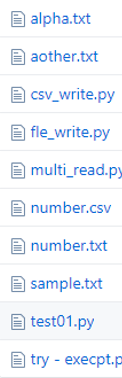 alpha.txt
aother.txt
csv_write.py
fle_write.py
multi_read.py
number.csv
number.txt
sample.txt
test01.py
try - execpt.p